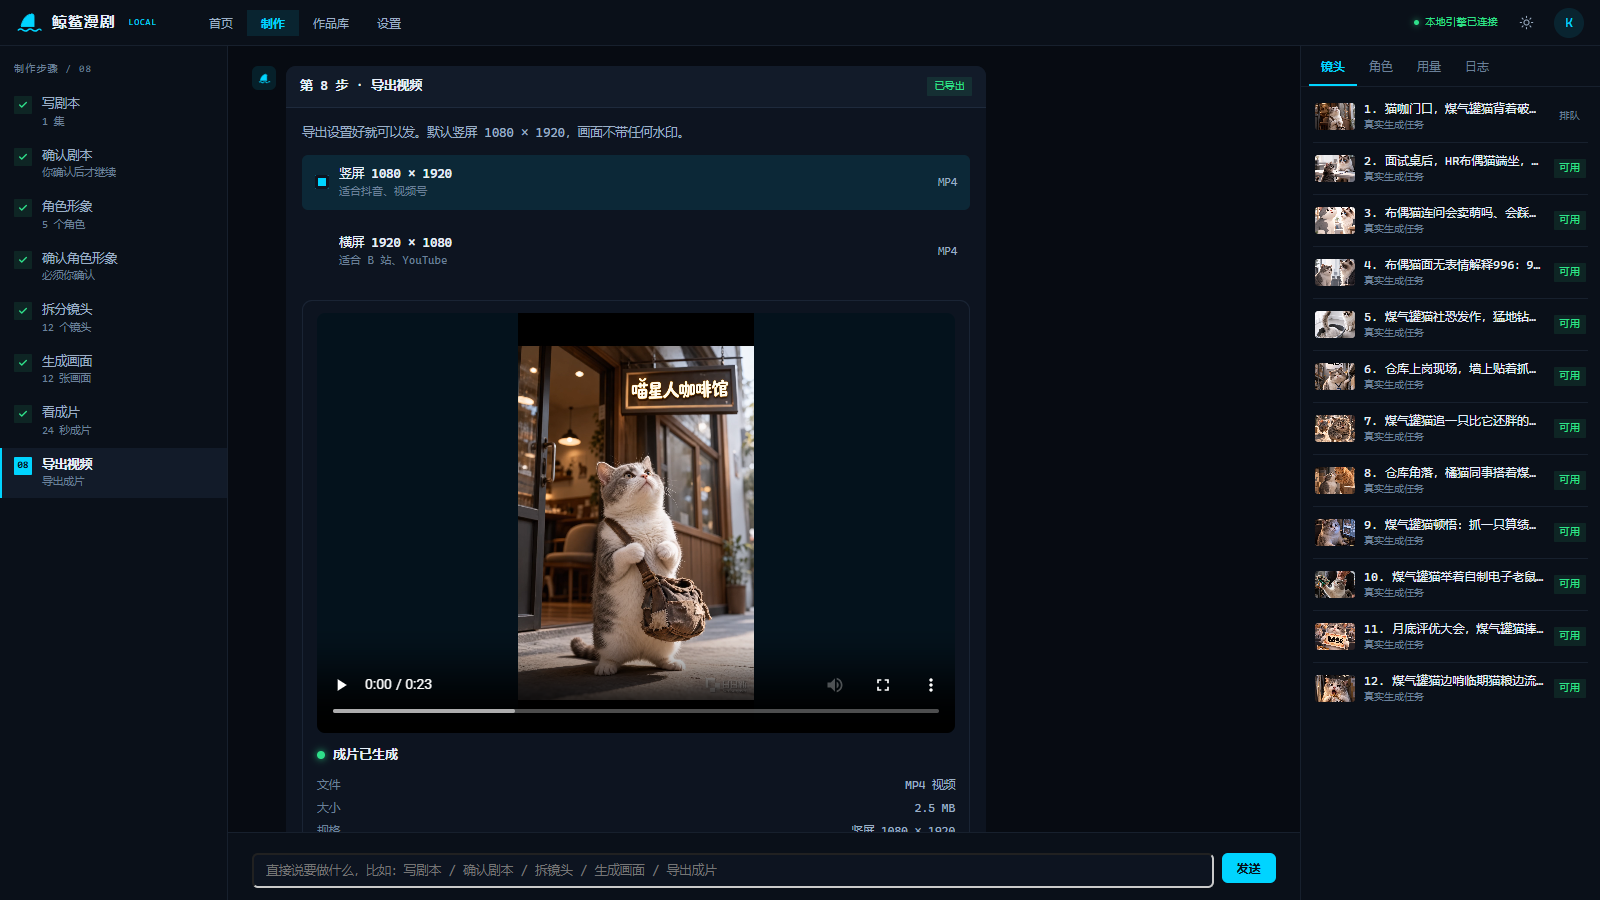 鲸鲨漫剧 LOCAL
首页 制作 作品库 设置
本地引擎已连接
K
制作步骤 / 08
写剧本
1 集
确认剧本
你确认后才继续
角色形象
5 个角色
确认角色形象
必须你确认
拆分镜头
12 个镜头
生成画面
12 张画面
看成片
24 秒成片
08 导出视频
导出成片
第 8 步 · 导出视频
已导出
导出设置好就可以发。默认竖屏 1080 × 1920，画面不带任何水印。
竖屏 1080 × 1920
适合抖音、视频号
MP4
横屏 1920 × 1080
适合 B 站、YouTube
MP4
喵星人咖啡馆
0:00 / 0:23
成片已生成
文件 MP4 视频
大小 2.5 MB
规格 竖屏 1080 × 1920
直接说要做什么，比如：写剧本 / 确认剧本 / 拆镜头 / 生成画面 / 导出成片
发送
镜头 角色 用量 日志
1. 猫咖门口，煤气罐猫背着破…
真实生成任务
排队
2. 面试桌后，HR布偶猫端坐，…
真实生成任务
可用
3. 布偶猫连问会卖萌吗、会踩…
真实生成任务
可用
4. 布偶猫面无表情解释996：9…
真实生成任务
可用
5. 煤气罐猫社恐发作，猛地钻…
真实生成任务
可用
6. 仓库上岗现场，墙上贴着抓…
真实生成任务
可用
7. 煤气罐猫追一只比它还胖的…
真实生成任务
可用
8. 仓库角落，橘猫同事搭着煤…
真实生成任务
可用
9. 煤气罐猫顿悟：抓一只算绩…
真实生成任务
可用
10. 煤气罐猫举着自制电子老鼠…
真实生成任务
可用
11. 月底评优大会，煤气罐猫捧…
真实生成任务
可用
12. 煤气罐猫边啃临期猫粮边流…
真实生成任务
可用